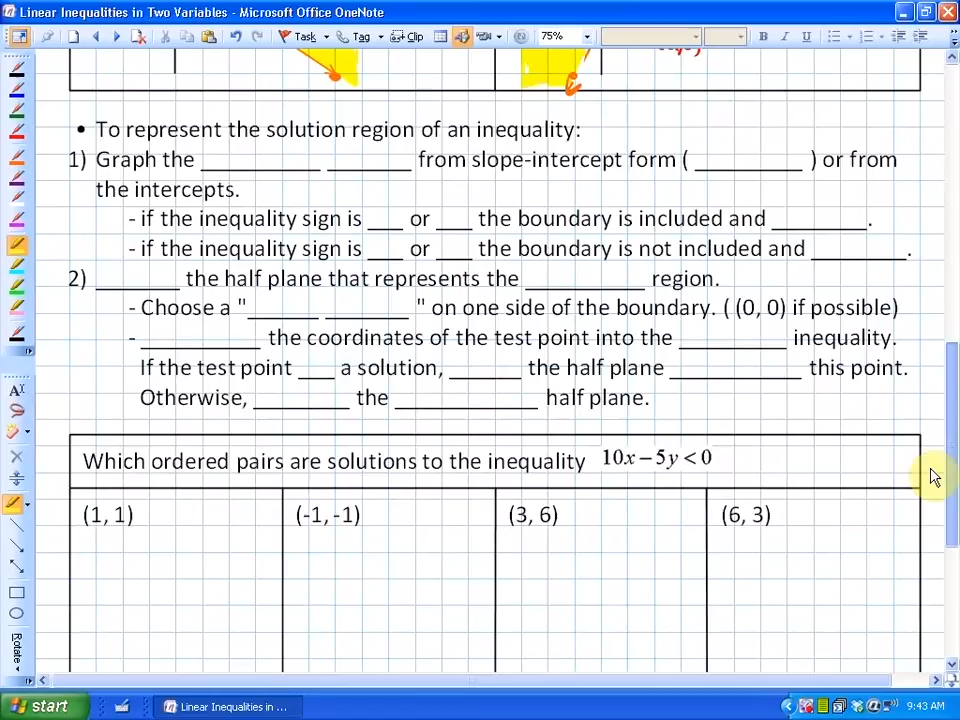 Linear Inequalities in Two Variables - Microsoft Office OneNote
Task Tag Clip 75% B I U
• To represent the solution region of an inequality:
1) Graph the __________ _______ from slope-intercept form ( _________ ) or from
the intercepts.
- if the inequality sign is ___ or ___ the boundary is included and ________.
- if the inequality sign is ___ or ___ the boundary is not included and ________.
2) _______ the half plane that represents the __________ region.
- Choose a "______ _______ " on one side of the boundary. ( (0, 0) if possible)
- __________ the coordinates of the test point into the _________ inequality.
If the test point ___ a solution, ______ the half plane ___________ this point.
Otherwise, ________ the ____________ half plane.
Which ordered pairs are solutions to the inequality 10x − 5y < 0
(1, 1) (-1, -1) (3, 6) (6, 3)
Rotate
start Linear Inequalities in ... 9:43 AM